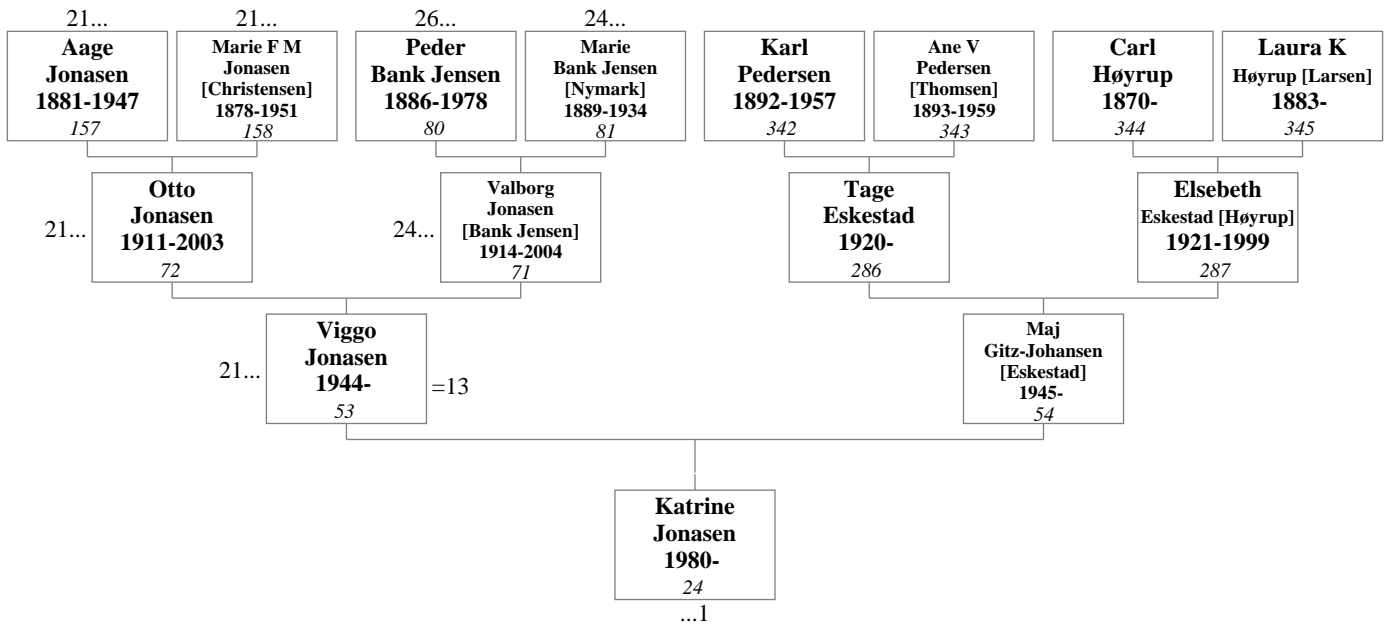 21...
21...
26...
24...
Aage
Jonasen
1881-1947
157
Marie F M
Jonasen
[Christensen]
1878-1951
158
Peder
Bank Jensen
1886-1978
80
Marie
Bank Jensen
[Nymark]
1889-1934
81
Karl
Pedersen
1892-1957
342
Ane V
Pedersen
[Thomsen]
1893-1959
343
Carl
Høyrup
1870-
344
Laura K
Høyrup [Larsen]
1883-
345
21...
Otto
Jonasen
1911-2003
72
24...
Valborg
Jonasen
[Bank Jensen]
1914-2004
71
Tage
Eskestad
1920-
286
Elsebeth
Eskestad [Høyrup]
1921-1999
287
21...
Viggo
Jonasen
1944-
53
=13
Maj
Gitz-Johansen
[Eskestad]
1945-
54
Katrine
Jonasen
1980-
24
...1